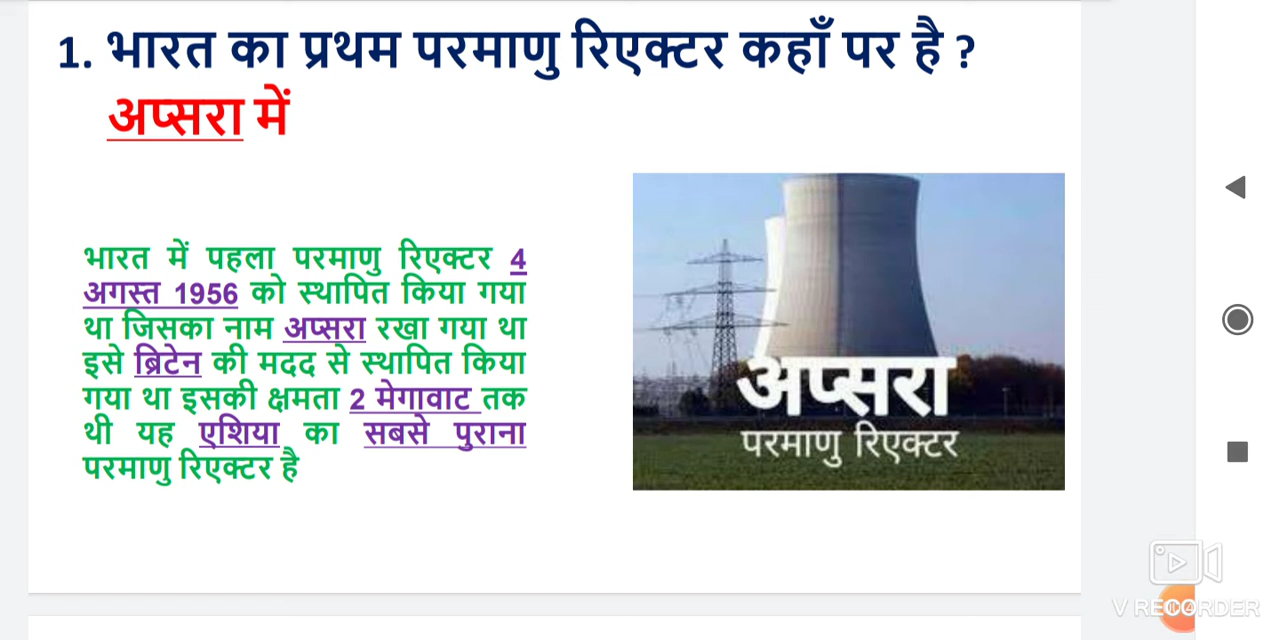 1. भारत का प्रथम परमाणु रिएक्टर कहाँ पर है ?
अप्सरा में
भारत में पहला परमाणु रिएक्टर 4
अगस्त 1956 को स्थापित किया गया
था जिसका नाम अप्सरा रखा गया था
इसे ब्रिटेन की मदद से स्थापित किया
गया था इसकी क्षमता 2 मेगावाट तक
थी यह एशिया का सबसे पुराना
परमाणु रिएक्टर है
अप्सरा
परमाणु रिएक्टर
V RECORDER